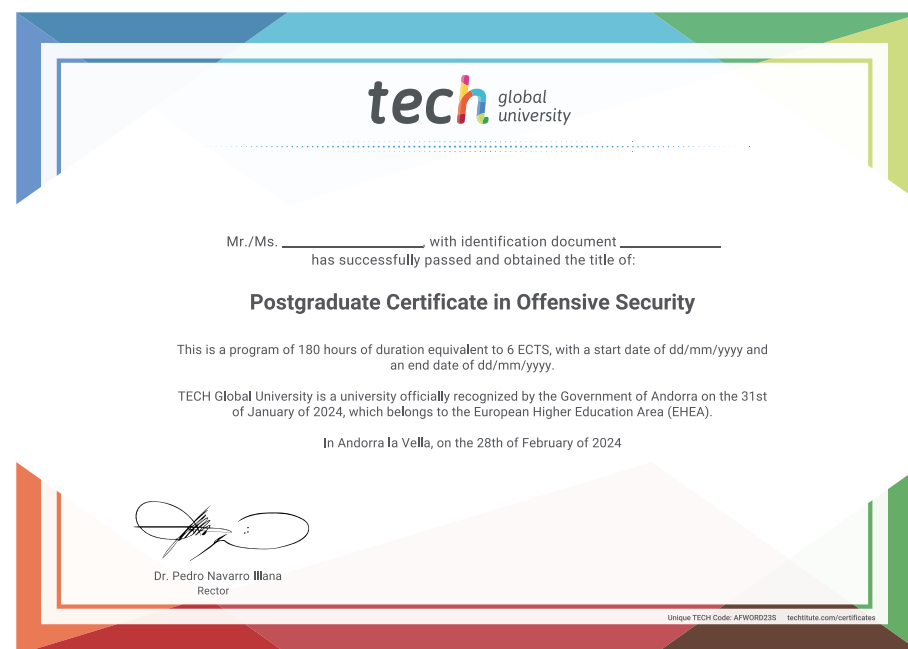 tech global
university
Mr./Ms. ____________, with identification document ____________
has successfully passed and obtained the title of:
Postgraduate Certificate in Offensive Security
This is a program of 180 hours of duration equivalent to 6 ECTS, with a start date of dd/mm/yyyy and
an end date of dd/mm/yyyy.
TECH Global University is a university officially recognized by the Government of Andorra on the 31st
of January of 2024, which belongs to the European Higher Education Area (EHEA).
In Andorra la Vella, on the 28th of February of 2024
Dr. Pedro Navarro Illana
Rector
Unique TECH Code: AFWORD23S techtitute.com/certificates